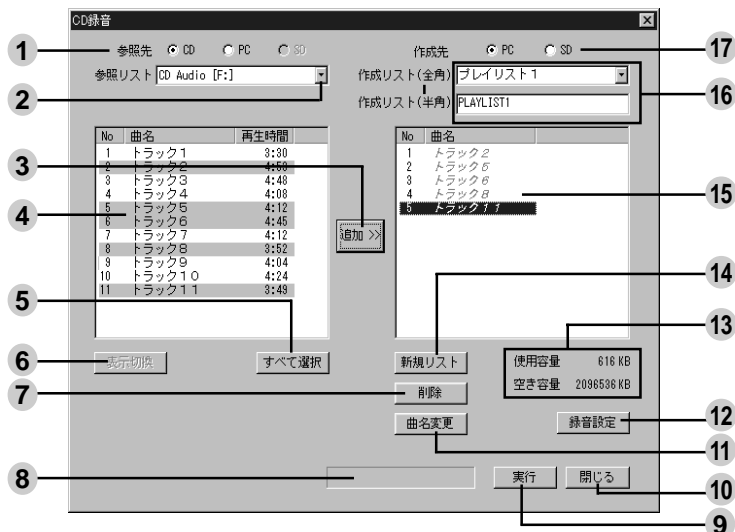 CD録音
1 参照先 CD PC SD 作成先 PC SD 17
参照リスト CD Audio [F:] 作成リスト(全角) プレイリスト1
2 作成リスト(半角) PLAYLIST1 16
No 曲名 再生時間
1 トラック1 3:30
2 トラック2 4:53
3 トラック3 4:48
4 トラック4 4:08
5 トラック5 4:12
6 トラック6 4:45
7 トラック7 4:12
8 トラック8 3:52
9 トラック9 4:04
10 トラック10 4:24
11 トラック11 3:49
3
4
5
追加 >>
No 曲名
1 トラック2
2 トラック5
3 トラック6
4 トラック8
5 トラック11
15
14
13
6 表示切換 すべて選択 新規リスト 使用容量 616 KB
空き容量 2096536 KB
7 削除
曲名変更 録音設定 12
11
8 実行 閉じる 10
9